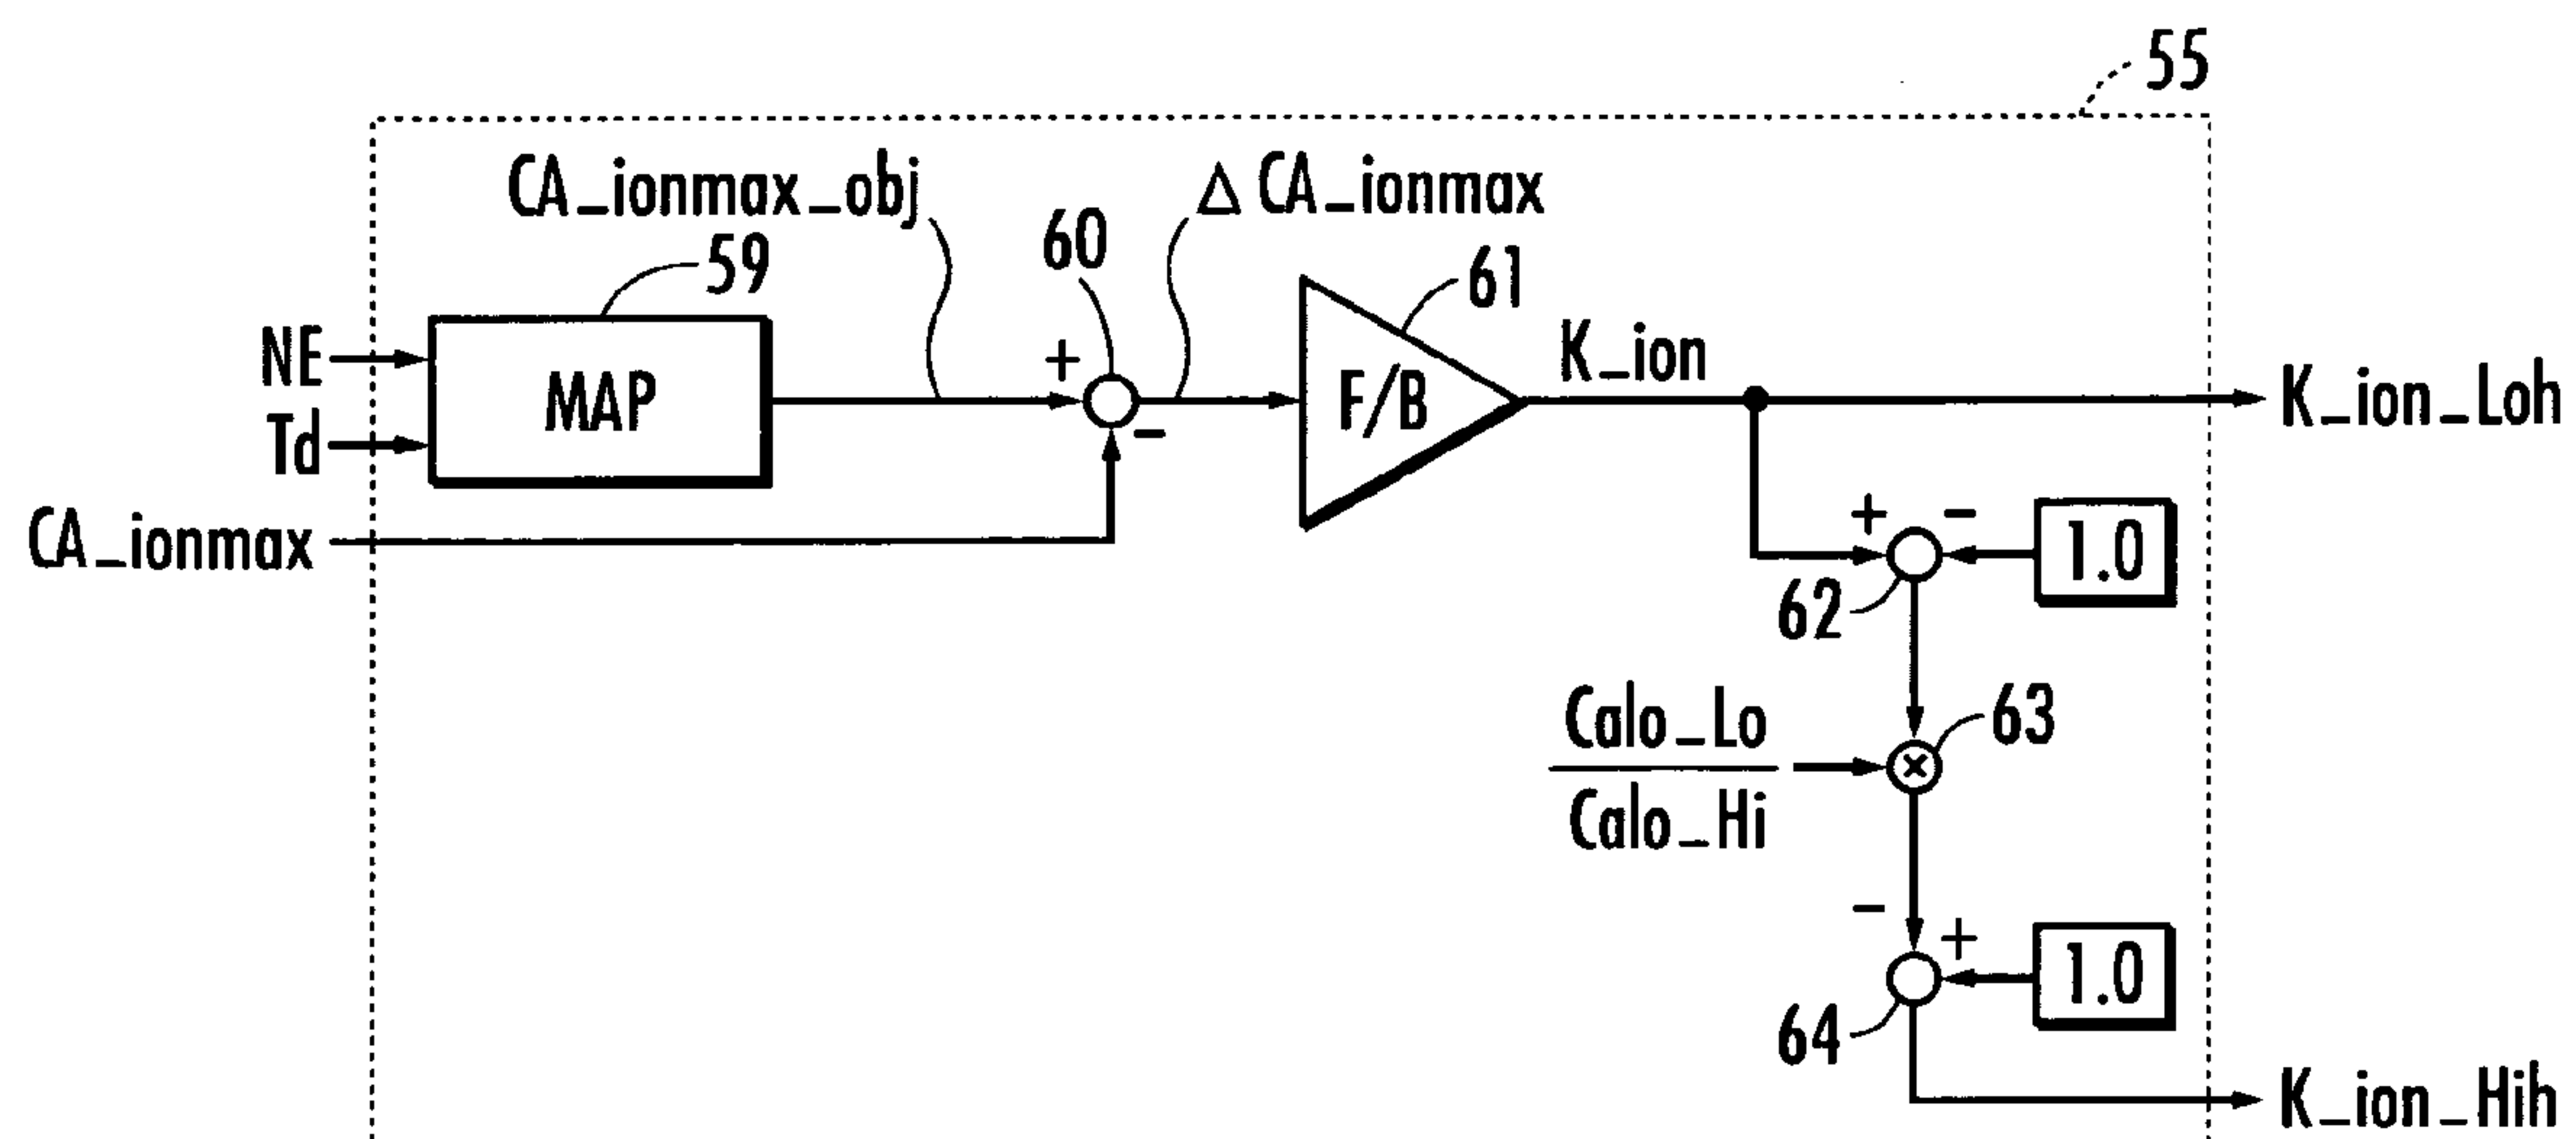 55
CA_ionmax_obj
Δ CA_ionmax
60
59
61
NE
Td
MAP
+
-
F/B
K_ion
K_ion_Loh
CA_ionmax
+
-
1.0
62
Calo_Lo
Calo_Hi
×
63
-
+
1.0
64
K_ion_Hih